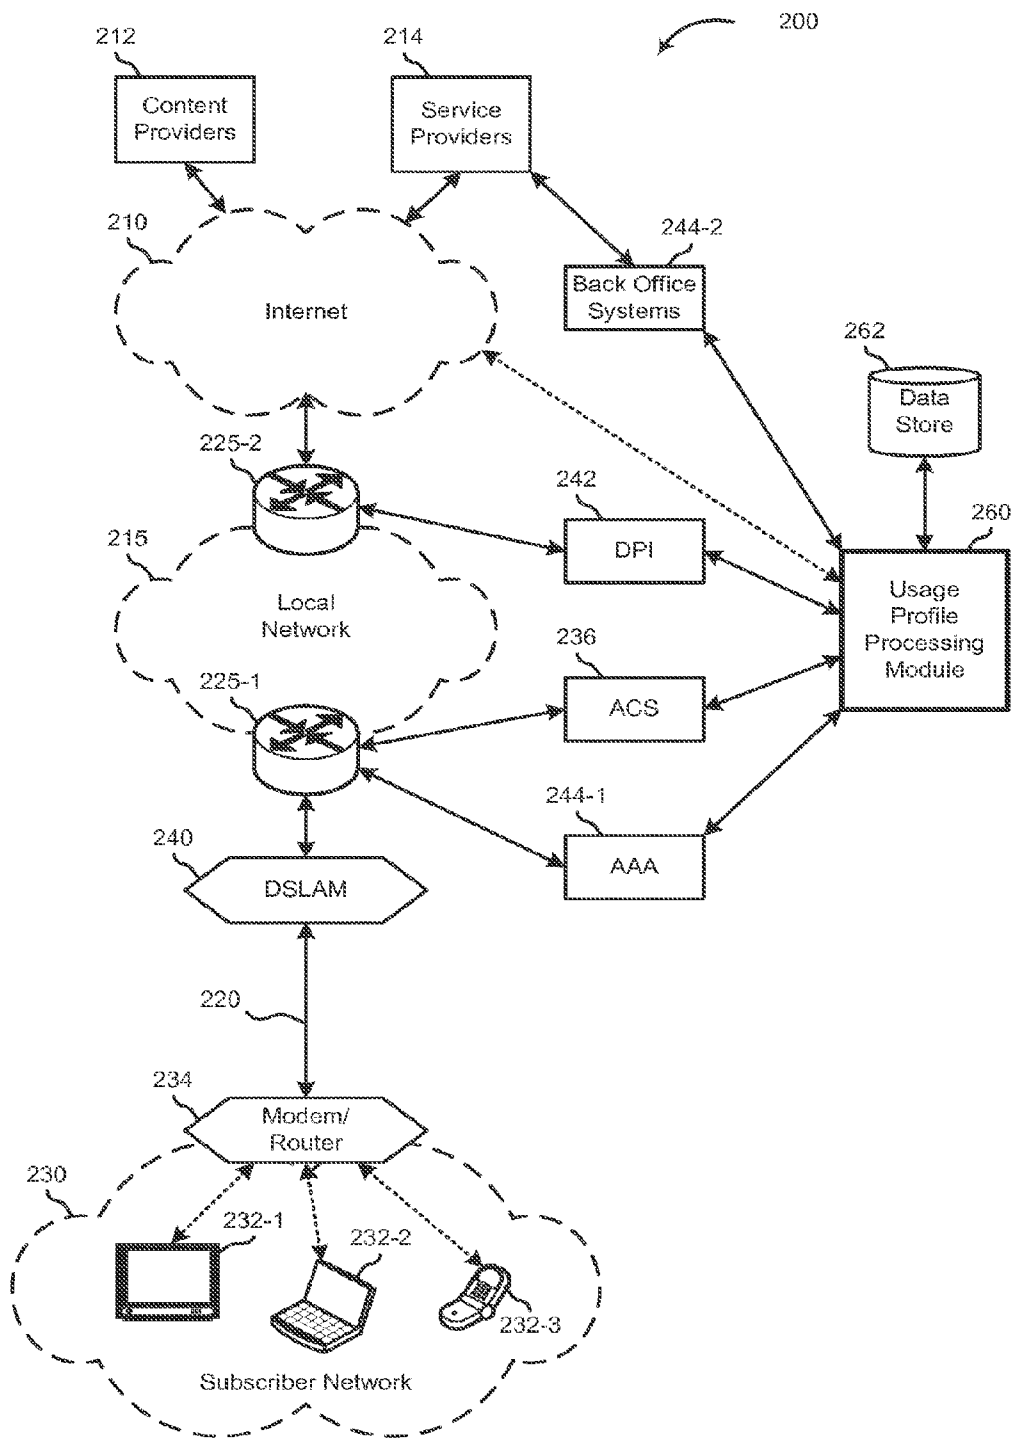 200
212
214
Content
Providers
Service
Providers
210
244-2
Internet
Back Office
Systems
262
Data
Store
225-2
242
260
215
DPI
Usage
Profile
Processing
Module
Local
Network
236
225-1
ACS
244-1
240
AAA
DSLAM
220
234
Modem/
Router
230
232-1
232-2
232-3
Subscriber Network